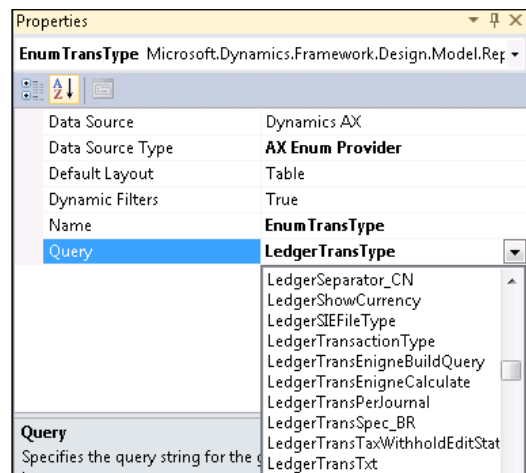 Properties
EnumTransType Microsoft.Dynamics.Framework.Design.Model.Rep
Data Source Dynamics AX
Data Source Type AX Enum Provider
Default Layout Table
Dynamic Filters True
Name EnumTransType
Query LedgerTransType
LedgerSeparator_CN
LedgerShowCurrency
LedgerSIEFileType
LedgerTransactionType
LedgerTransEnigneBuildQuery
LedgerTransEnigneCalculate
LedgerTransPerJournal
LedgerTransSpec_BR
LedgerTransTaxWithholdEditStat
LedgerTransTxt
Query
Specifies the query string for the